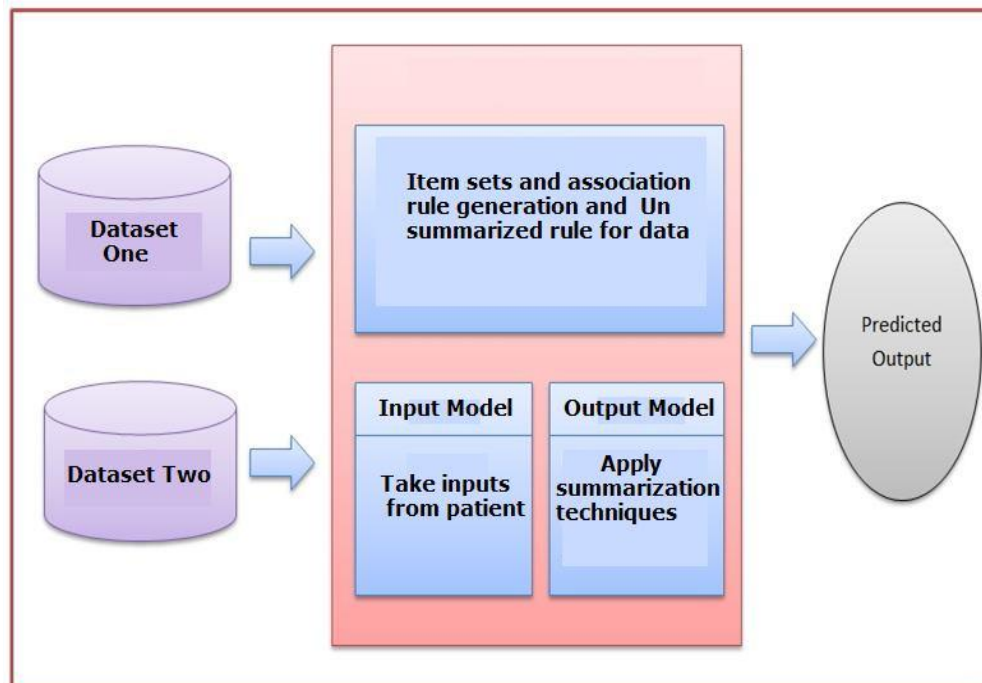 Dataset
One
Item sets and association
rule generation and Un
summarized rule for data
Predicted
Output
Dataset Two
Input Model
Take inputs
from patient
Output Model
Apply
summarization
techniques